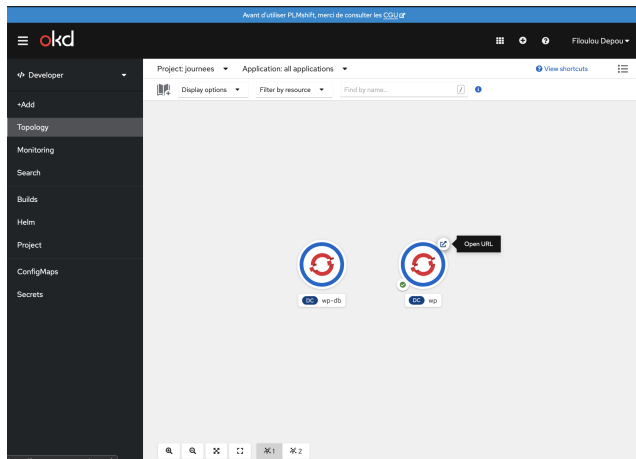 Avant d'utiliser PLMshift, merci de consulter les CGU
okd
Filoulou Depou
Developer
Project: journees Application: all applications
View shortcuts
+Add
Display options Filter by resource Find by name... /
Topology
Monitoring
Search
Builds
Helm
Project
ConfigMaps
Secrets
Open URL
DC wp-db
DC wp
1 2